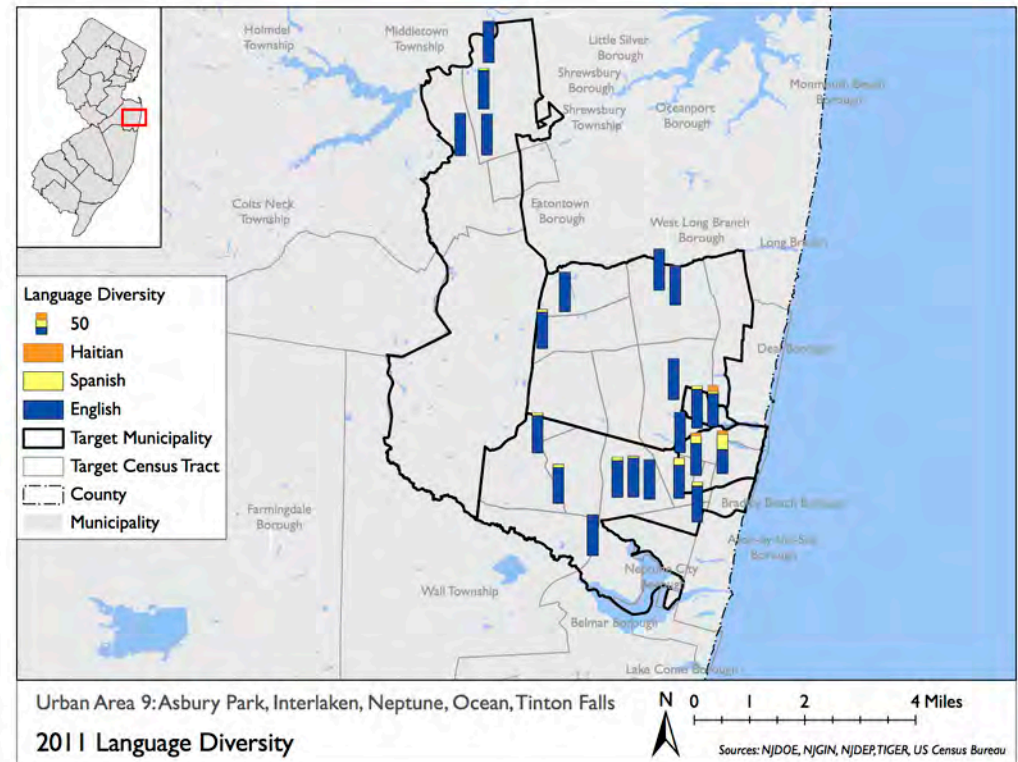 Holmdel
Township
Middletown
Township
Little Silver
Borough
Shrewsbury
Borough
Monmouth Beach
Borough
Shrewsbury
Township
Oceanport
Borough
Colts Neck
Township
Eatontown
Borough
West Long Branch
Borough
Long Branch
Deal Borough
Language Diversity
50
Haitian
Spanish
English
Target Municipality
Target Census Tract
County
Municipality
Farmingdale
Borough
Bradley Beach Borough
Avon-by-the-Sea
Borough
Neptune City
Borough
Wall Township
Belmar Borough
Lake Como Borough
Urban Area 9: Asbury Park, Interlaken, Neptune, Ocean, Tinton Falls
2011 Language Diversity
N
0 1 2 4 Miles
Sources: NJDOE, NJGIN, NJDEP, TIGER, US Census Bureau